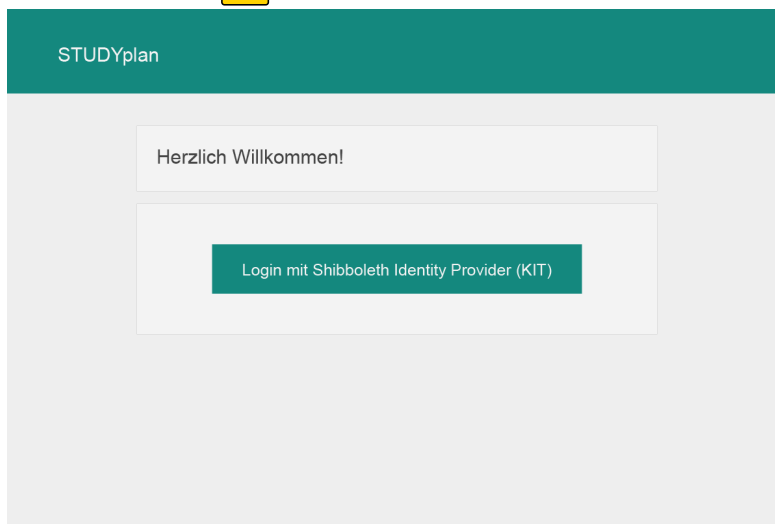 STUDYplan
Herzlich Willkommen!
Login mit Shibboleth Identity Provider (KIT)